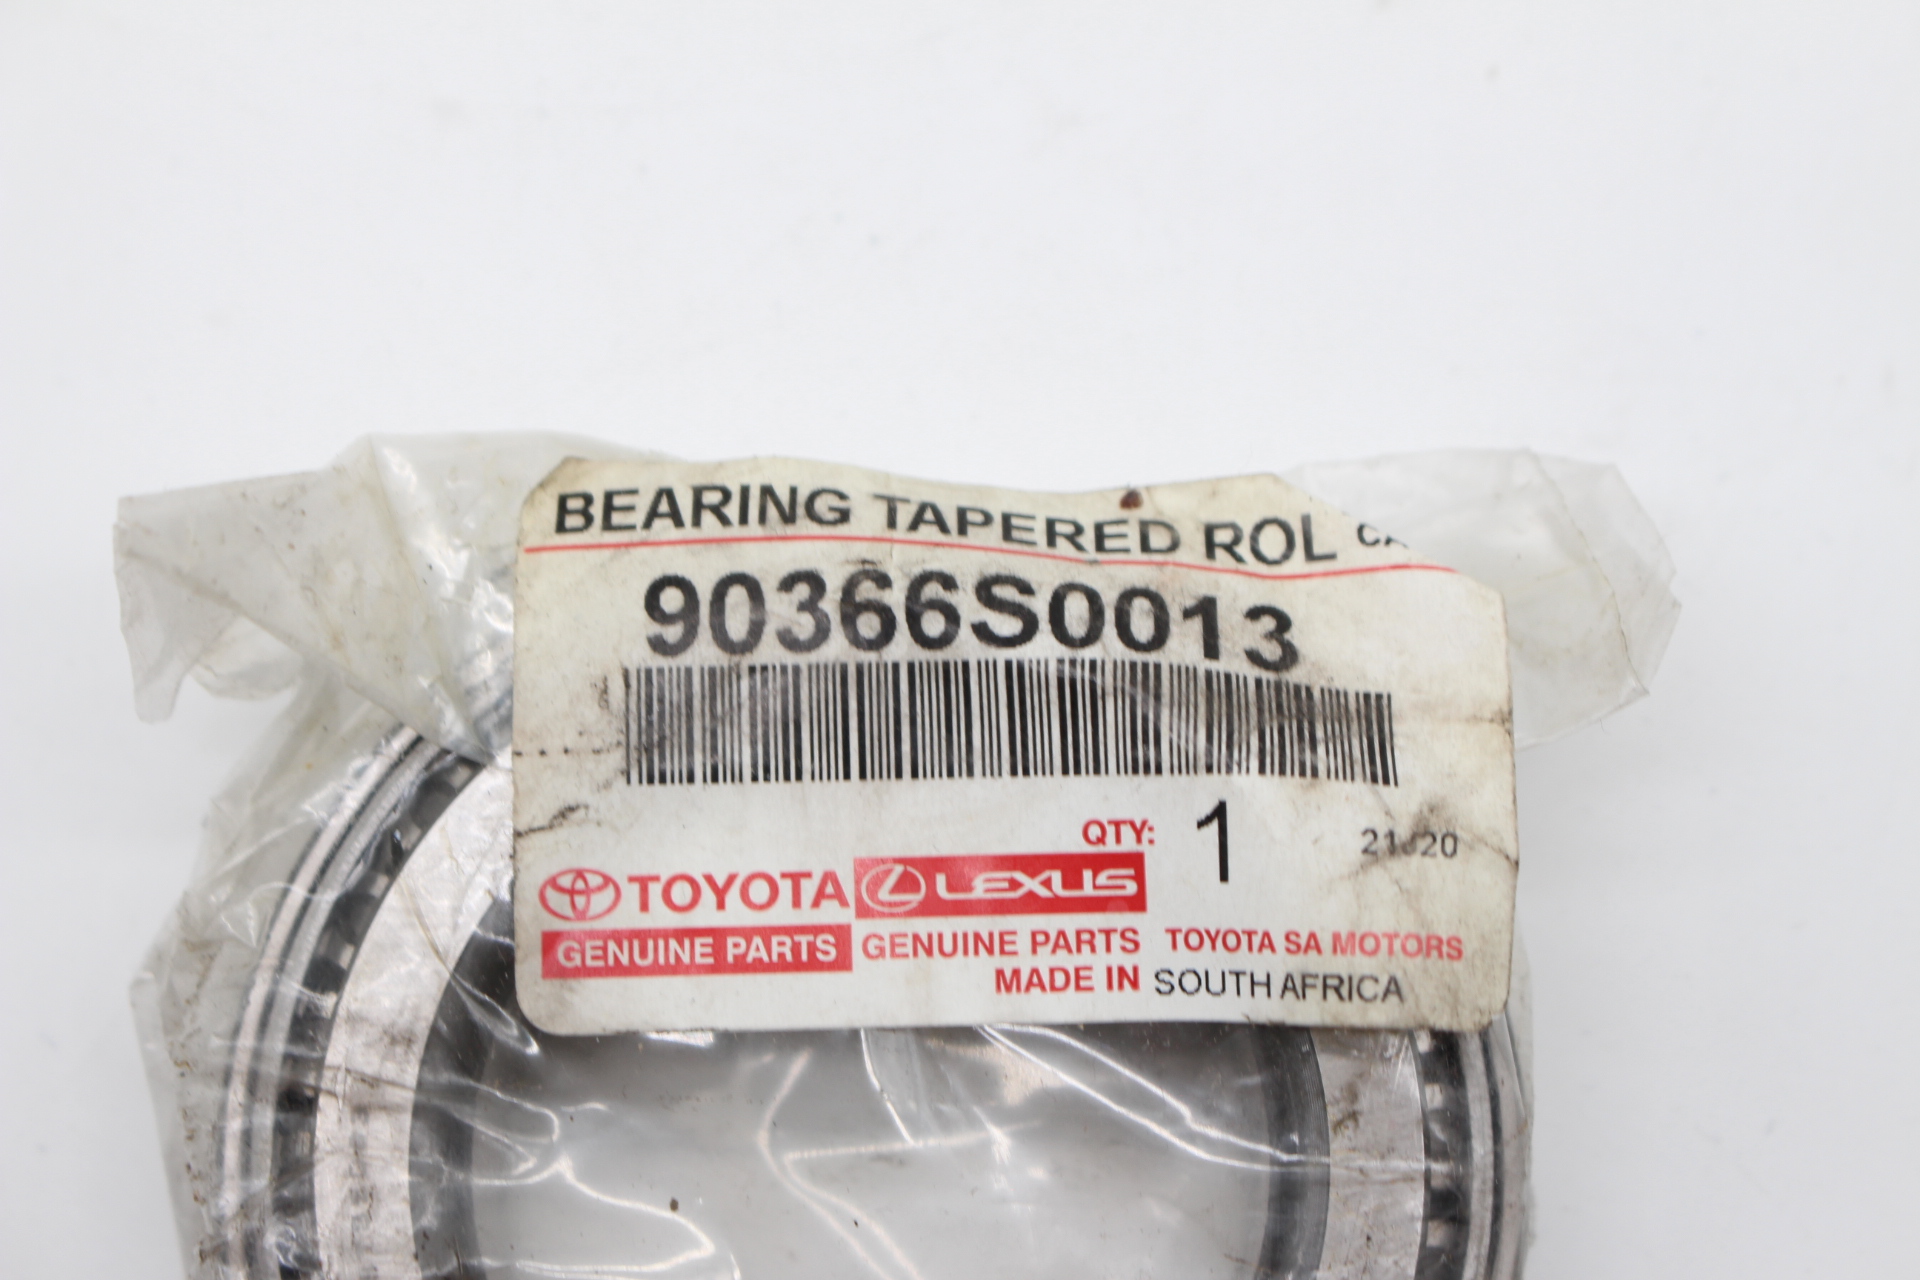 BEARING TAPERED ROL
90366S0013
QTY: 1
TOYOTA LEXUS
GENUINE PARTS GENUINE PARTS TOYOTA SA MOTORS
MADE IN SOUTH AFRICA